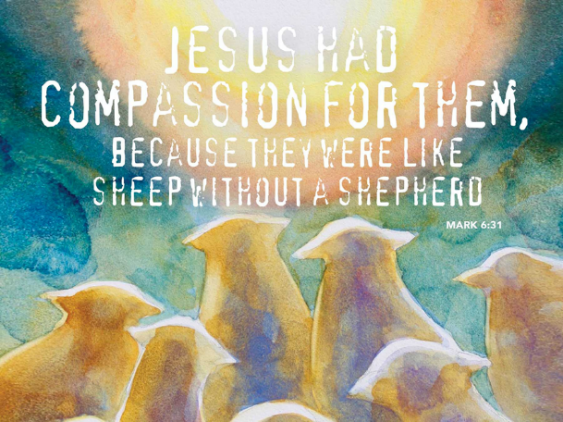 JESUS HAD
COMPASSION FOR THEM,
BECAUSE THEY WERE LIKE
SHEEP WITHOUT A SHEPHERD
MARK 6:31